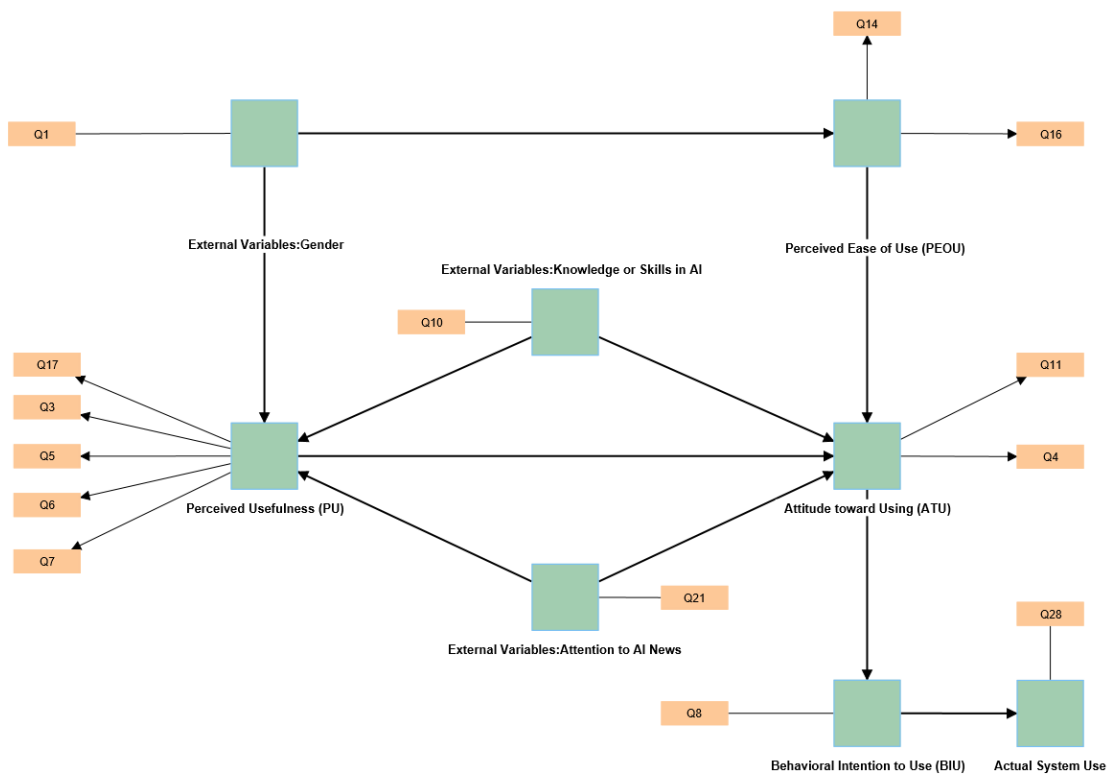 Q14
Q1
Q16
External Variables:Gender
Perceived Ease of Use (PEOU)
External Variables:Knowledge or Skills in AI
Q10
Q17
Q11
Q3
Q5
Q4
Q6
Perceived Usefulness (PU)
Attitude toward Using (ATU)
Q7
Q21
Q28
External Variables:Attention to AI News
Q8
Behavioral Intention to Use (BIU)
Actual System Use